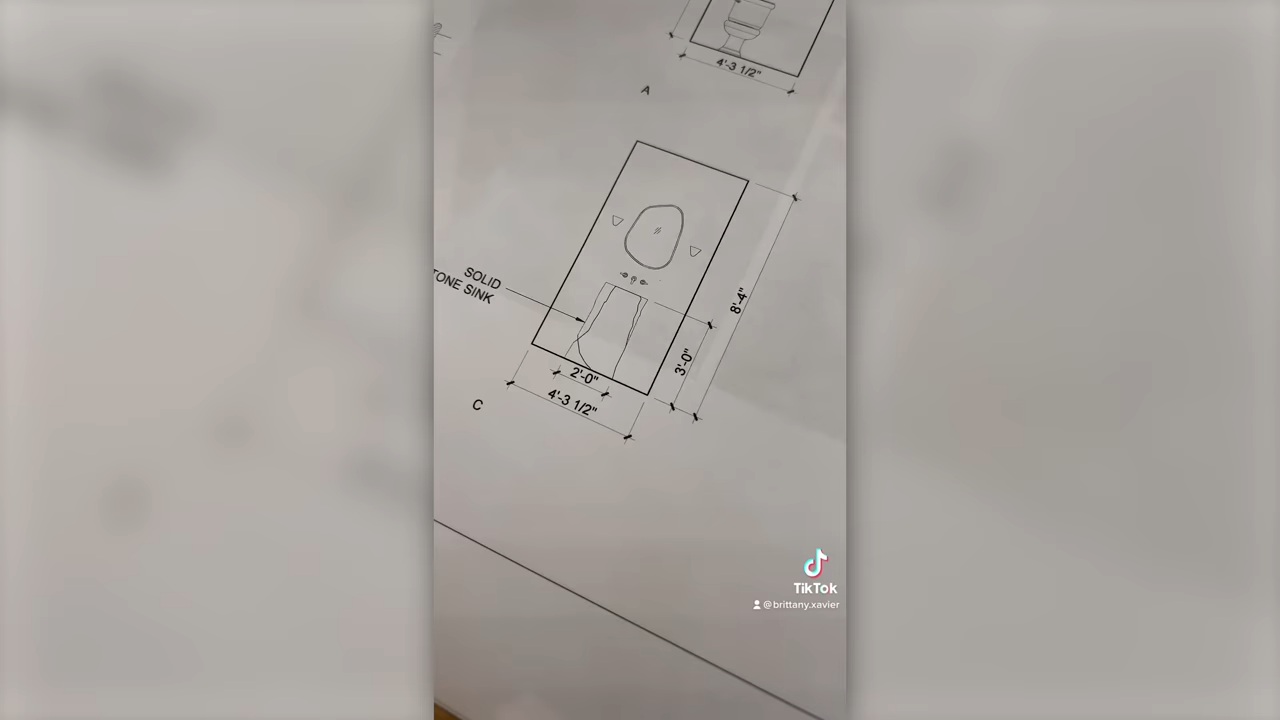 4'-3 1/2"
A
SOLID
TONE SINK
8'-4"
3'-0"
2'-0"
4'-3 1/2"
C
TikTok
@brittany.xavier